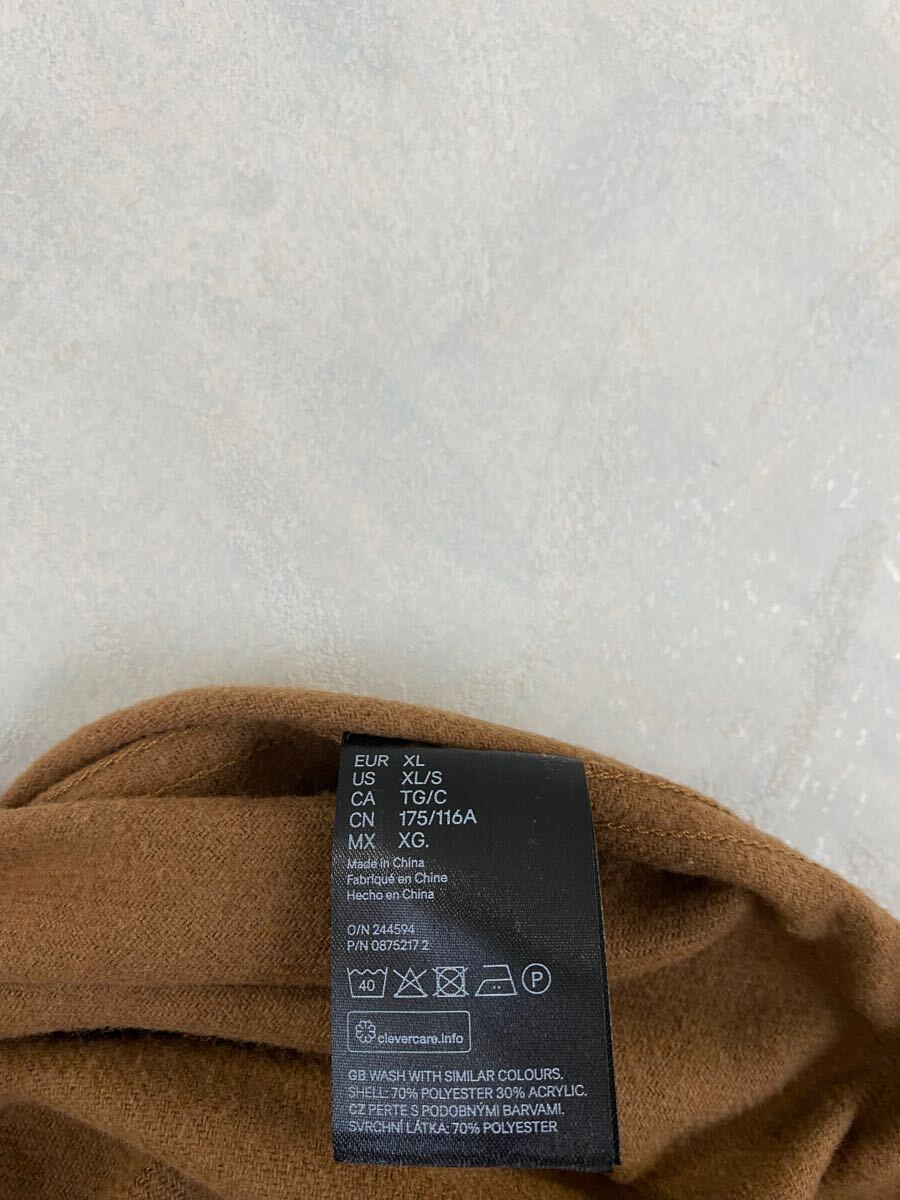 EUR XL
US XL/S
CA TG/C
CN 175/116A
MX XG.
Made in China
Fabriqué en Chine
Hecho en China
O/N 244594
P/N 0875217 2
40
P
clevercare.info
GB WASH WITH SIMILAR COLOURS.
SHELL: 70% POLYESTER 30% ACRYLIC.
CZ PERTE S PODOBNÝMI BARVAMI.
SVRCHNÍ LÁTKA: 70% POLYESTER